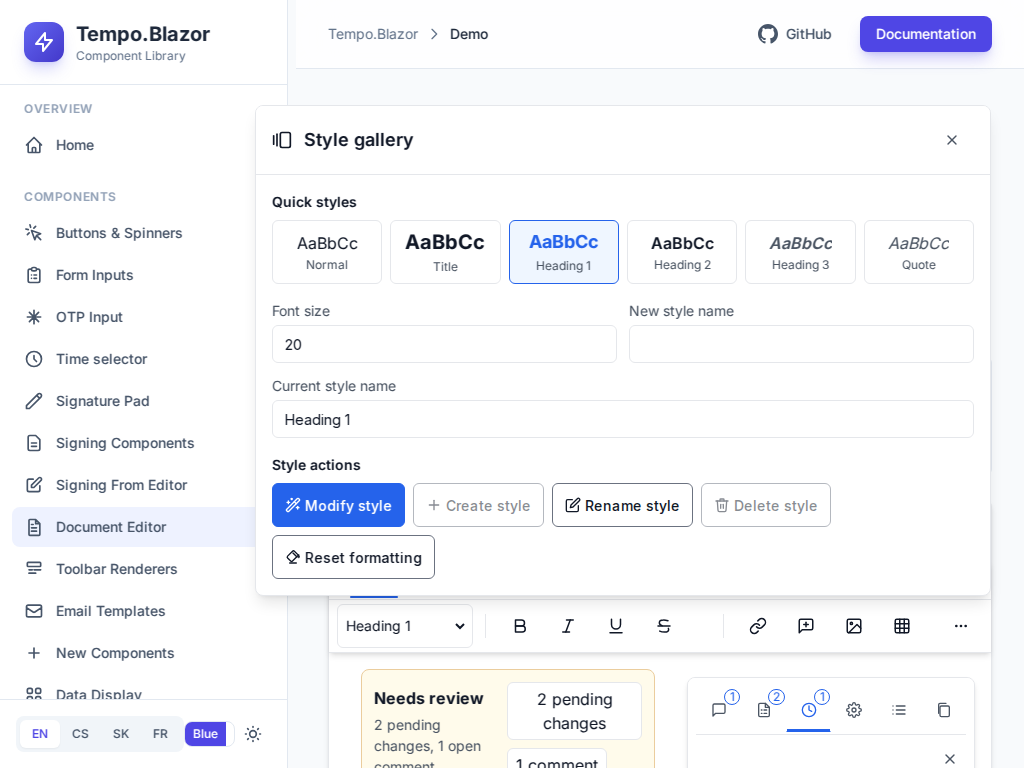 Tempo.Blazor
Component Library
Tempo.Blazor
Demo
GitHub
Documentation
OVERVIEW
Home
COMPONENTS
Buttons & Spinners
Form Inputs
OTP Input
Time selector
Signature Pad
Signing Components
Signing From Editor
Document Editor
Toolbar Renderers
Email Templates
New Components
Data Display
EN CS SK FR Blue
Style gallery
Quick styles
AaBbCc AaBbCc AaBbCc AaBbCc AaBbCc AaBbCc
Normal Title Heading 1 Heading 2 Heading 3 Quote
Font size New style name
20
Current style name
Heading 1
Style actions
Modify style Create style Rename style Delete style
Reset formatting
Heading 1
Needs review
2 pending
changes, 1 open
comment
2 pending
changes
1 comment
1 2 1